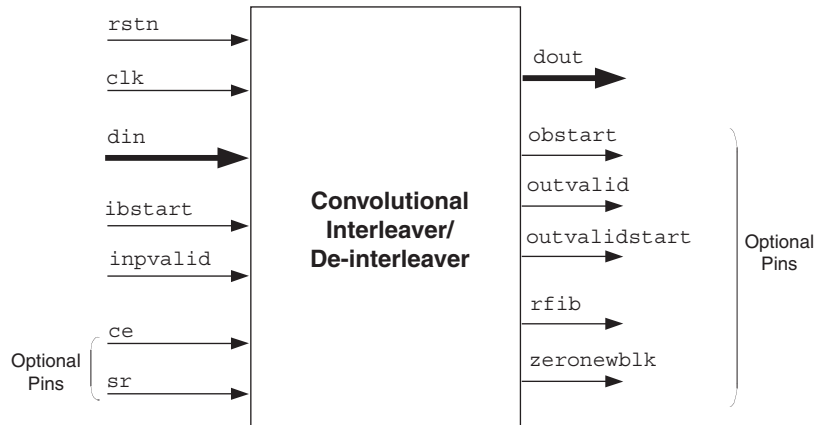 rstn
clk
din
ibstart
inpvalid
ce
sr
Optional
Pins
Convolutional
Interleaver/
De-interleaver
dout
obstart
outvalid
outvalidstart
rfib
zeronewblk
Optional
Pins